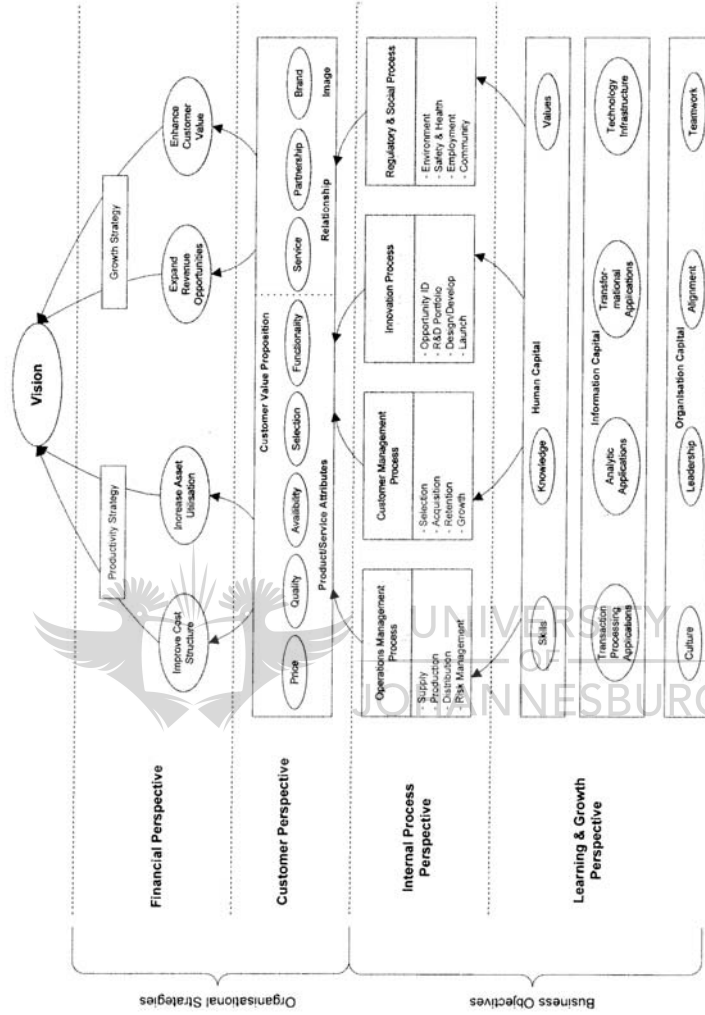 Vision
Productivity Strategy
Growth Strategy
Financial Perspective
Improve Cost
Structure
Increase Asset
Utilisation
Expand
Revenue
Opportunities
Enhance
Customer
Value
Customer Perspective
Customer Value Proposition
Price
Quality
Availibility
Selection
Functionality
Service
Partnership
Brand
Product/Service Attributes
Relationship
Image
Internal Process
Perspective
Operations Management
Process
- Supply
- Production
- Distribution
- Risk Management
Customer Management
Process
- Selection
- Acquisition
- Retention
- Growth
Innovation Process
- Opportunity ID
- R&D Portfolio
- Design/Develop
- Launch
Regulatory & Social Process
- Environment
- Safety & Health
- Employment
- Community
Learning & Growth
Perspective
Skills
Knowledge
Human Capital
Values
Transaction
Processing
Applications
Analytic
Applications
Information Capital
Transfor-
mational
Applications
Technology
Infrastructure
Culture
Leadership
Organisation Capital
Alignment
Teamwork
Organisational Strategies
Business Objectives
UNIVERSITY
OF
JOHANNESBURG